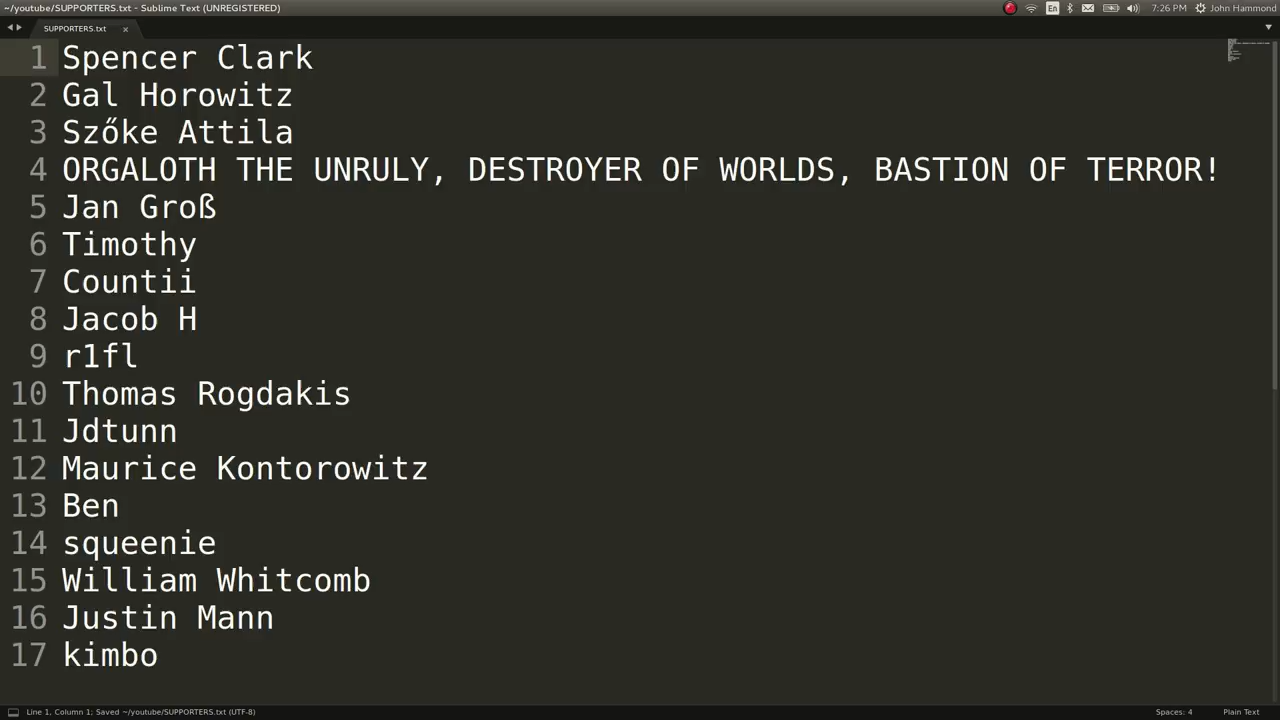 ~/youtube/SUPPORTERS.txt - Sublime Text (UNREGISTERED)
En
7:26 PM
John Hammond
SUPPORTERS.txt
1 Spencer Clark
2 Gal Horowitz
3 Szőke Attila
4 ORGALOTH THE UNRULY, DESTROYER OF WORLDS, BASTION OF TERROR!
5 Jan Groß
6 Timothy
7 Countii
8 Jacob H
9 r1fl
10 Thomas Rogdakis
11 Jdtunn
12 Maurice Kontorowitz
13 Ben
14 squeenie
15 William Whitcomb
16 Justin Mann
17 kimbo
Line 1, Column 1; Saved ~/youtube/SUPPORTERS.txt (UTF-8)
Spaces: 4
Plain Text